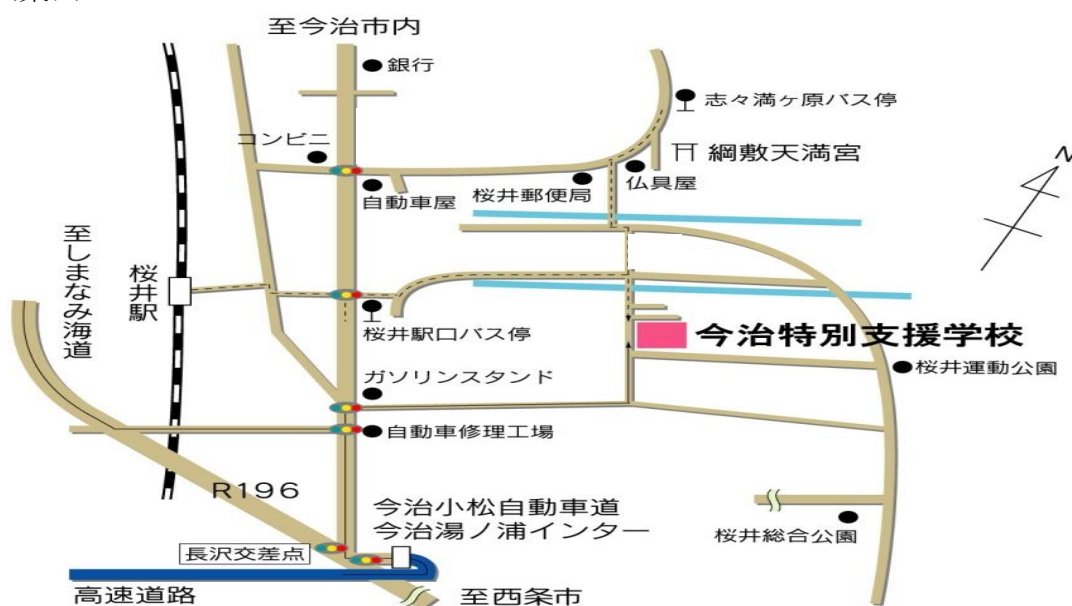 至今治市内
銀行
志々満ヶ原バス停
コンビニ
綱敷天満宮
自動車屋
桜井郵便局
仏具屋
N
至しまなみ海道
桜井駅
桜井駅口バス停
今治特別支援学校
桜井運動公園
ガソリンスタンド
自動車修理工場
R196
今治小松自動車道
今治湯ノ浦インター
桜井総合公園
長沢交差点
高速道路
至西条市